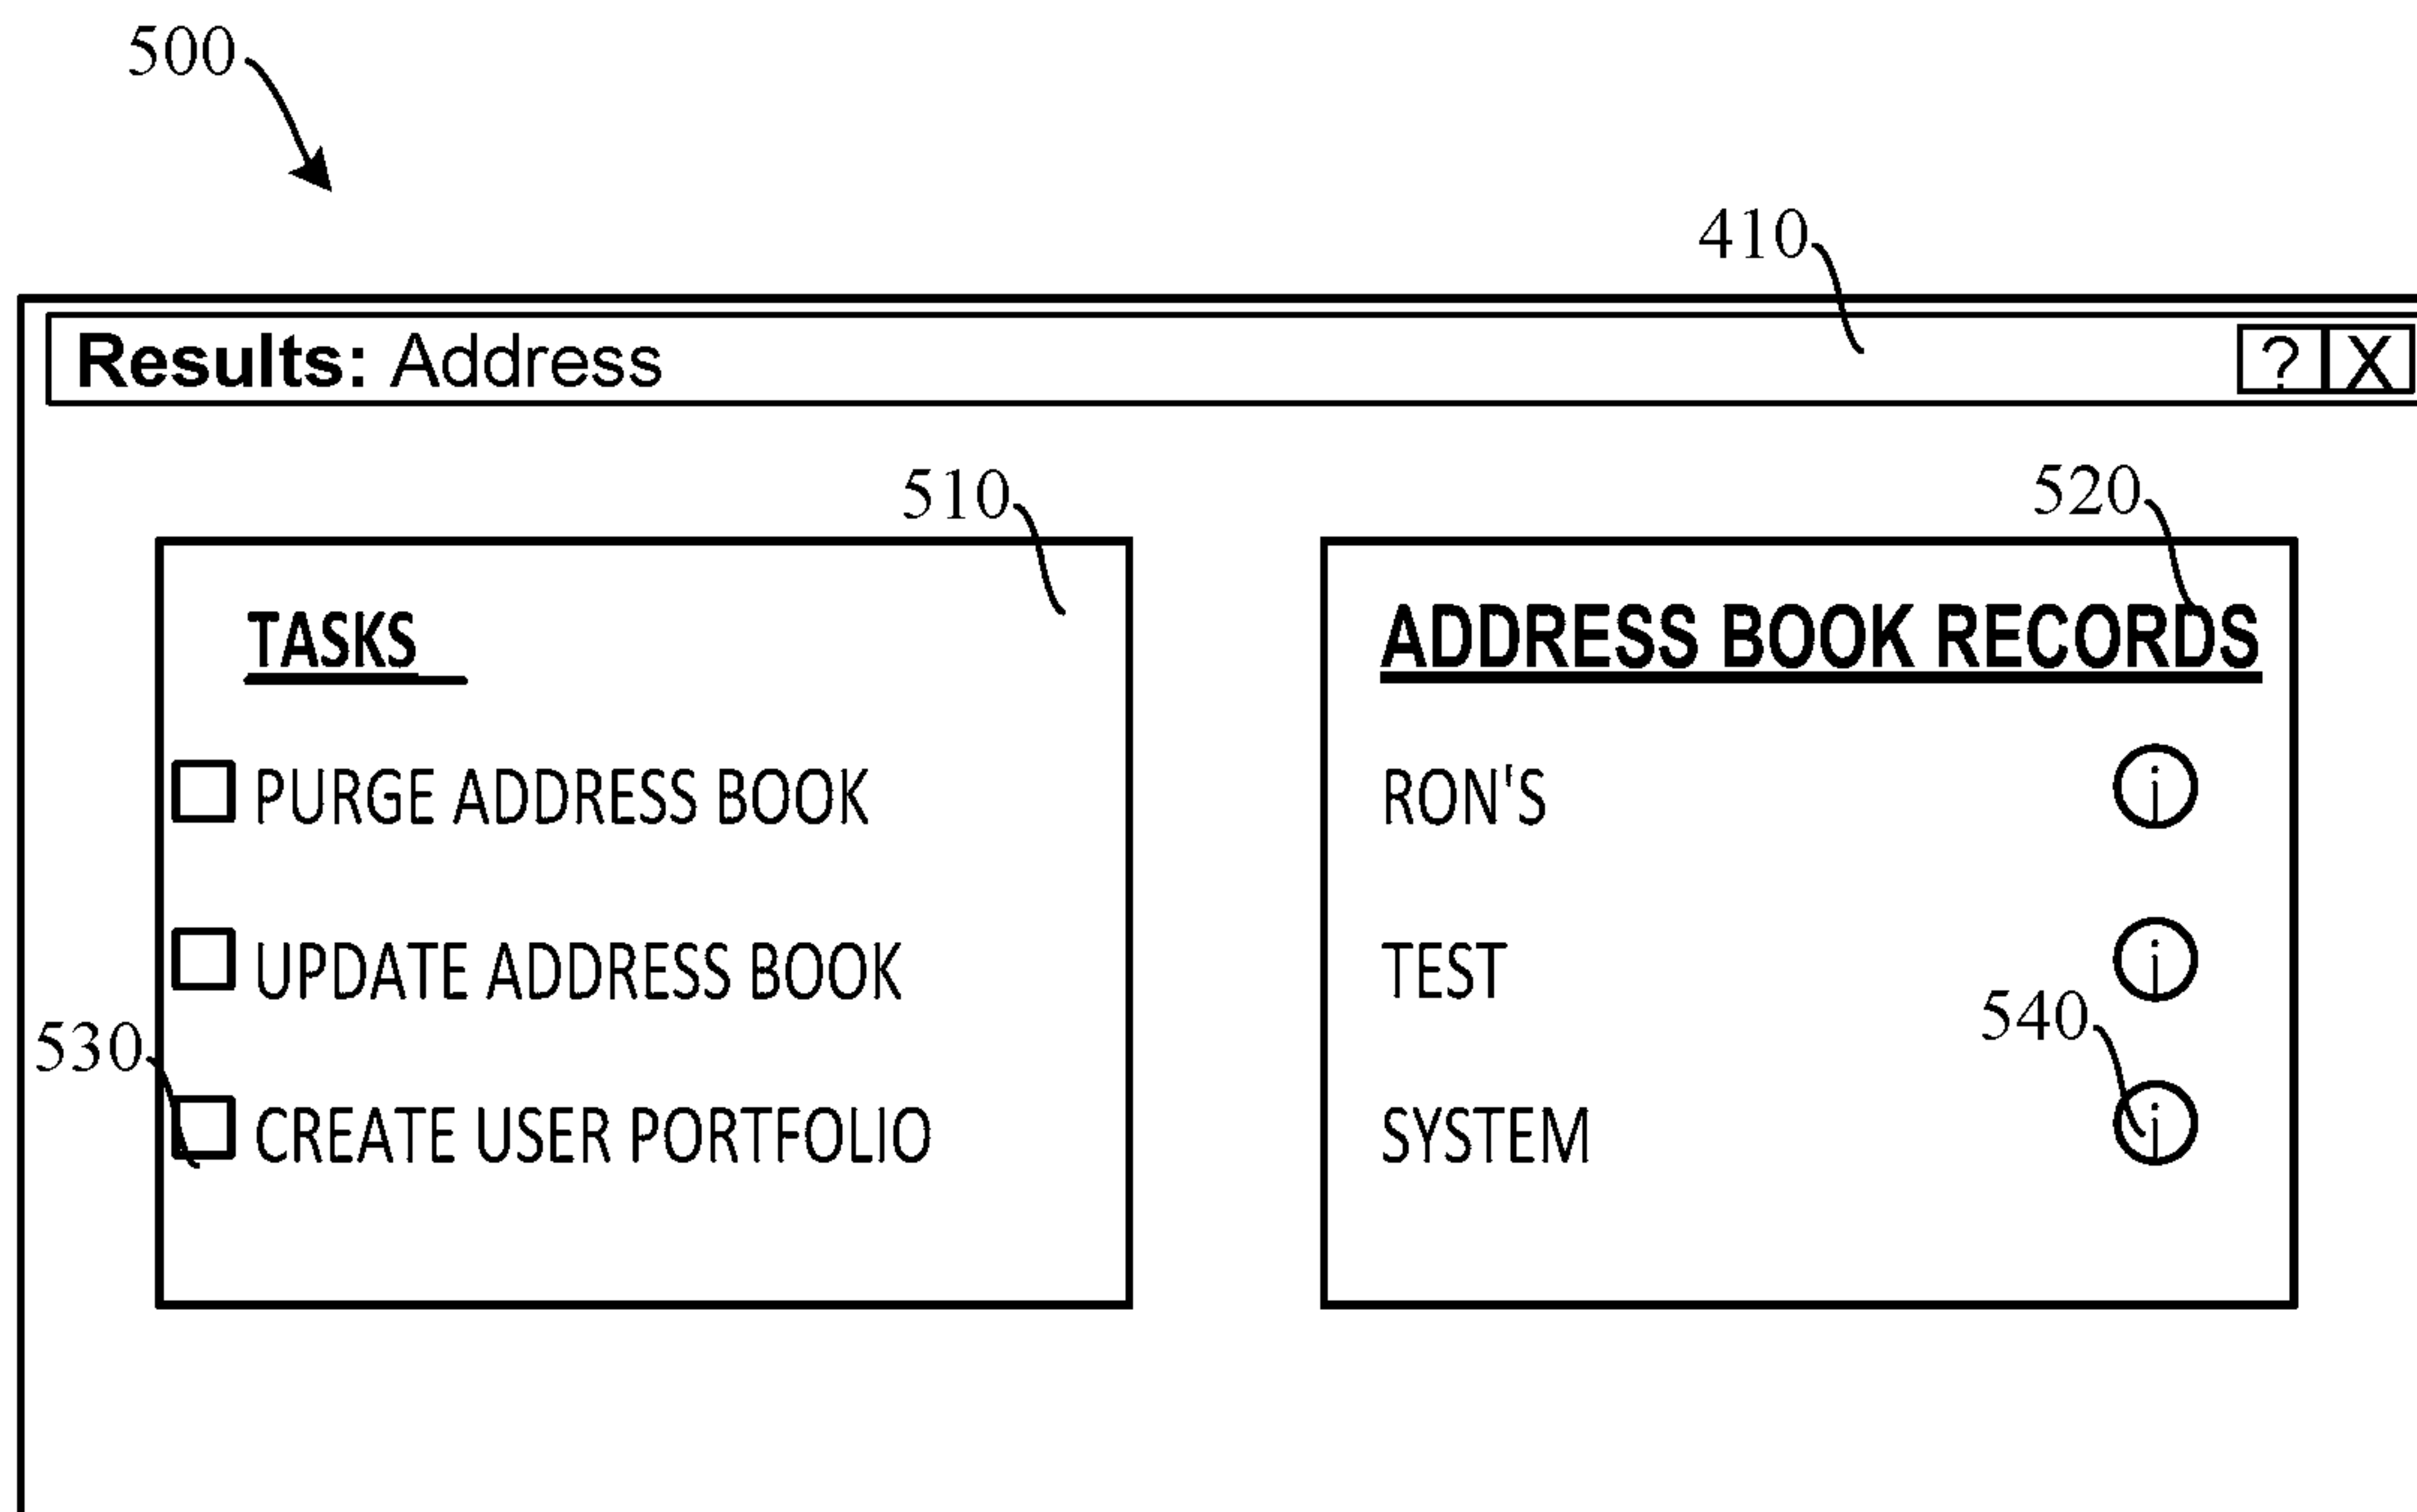 500
410
Results: Address
? X
510
520
TASKS
PURGE ADDRESS BOOK
UPDATE ADDRESS BOOK
530
CREATE USER PORTFOLIO
ADDRESS BOOK RECORDS
RON'S i
TEST i
540
SYSTEM i